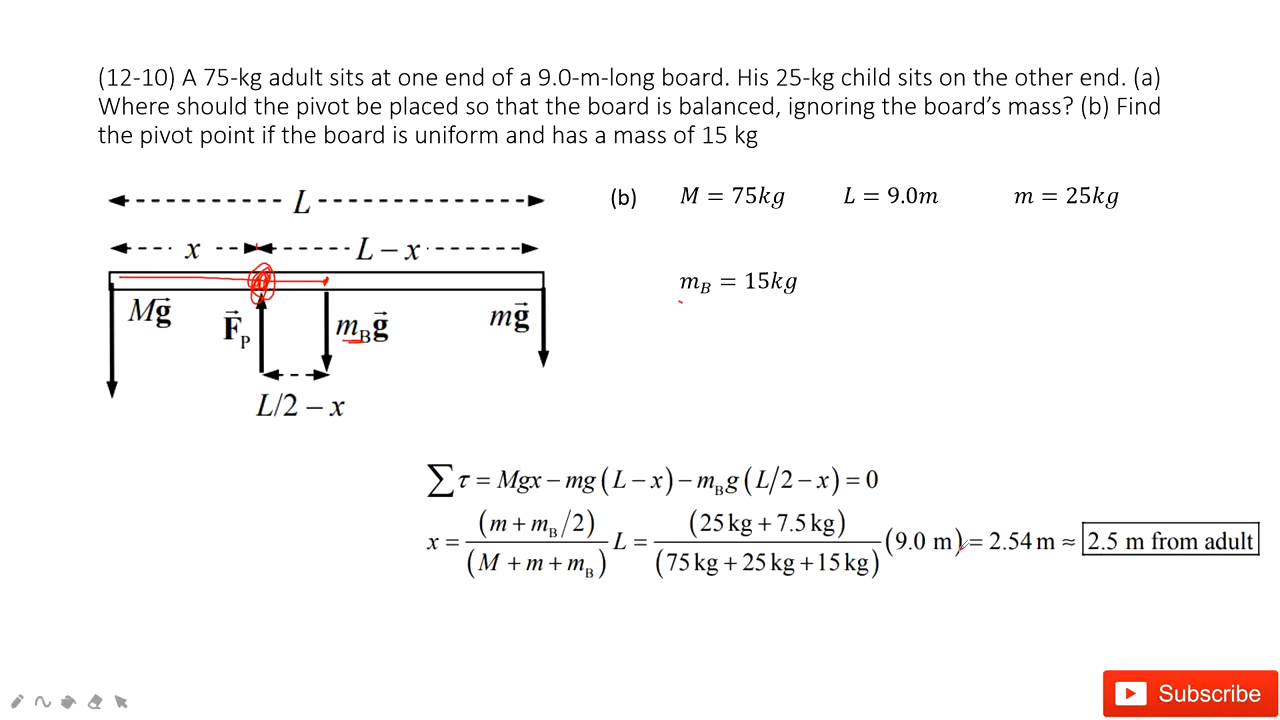 (12-10) A 75-kg adult sits at one end of a 9.0-m-long board. His 25-kg child sits on the other end. (a)
Where should the pivot be placed so that the board is balanced, ignoring the board's mass? (b) Find
the pivot point if the board is uniform and has a mass of 15 kg
(b) M = 75kg L = 9.0m m = 25kg
m_B = 15kg
L
x L − x
Mg⃗ F⃗_P m_Bg⃗ mg⃗
L/2 − x
∑τ = Mgx − mg(L − x) − m_Bg(L/2 − x) = 0
x = (m + m_B/2)/(M + m + m_B) L = (25 kg + 7.5 kg)/(75 kg + 25 kg + 15 kg) (9.0 m) = 2.54 m ≈ 2.5 m from adult
Subscribe